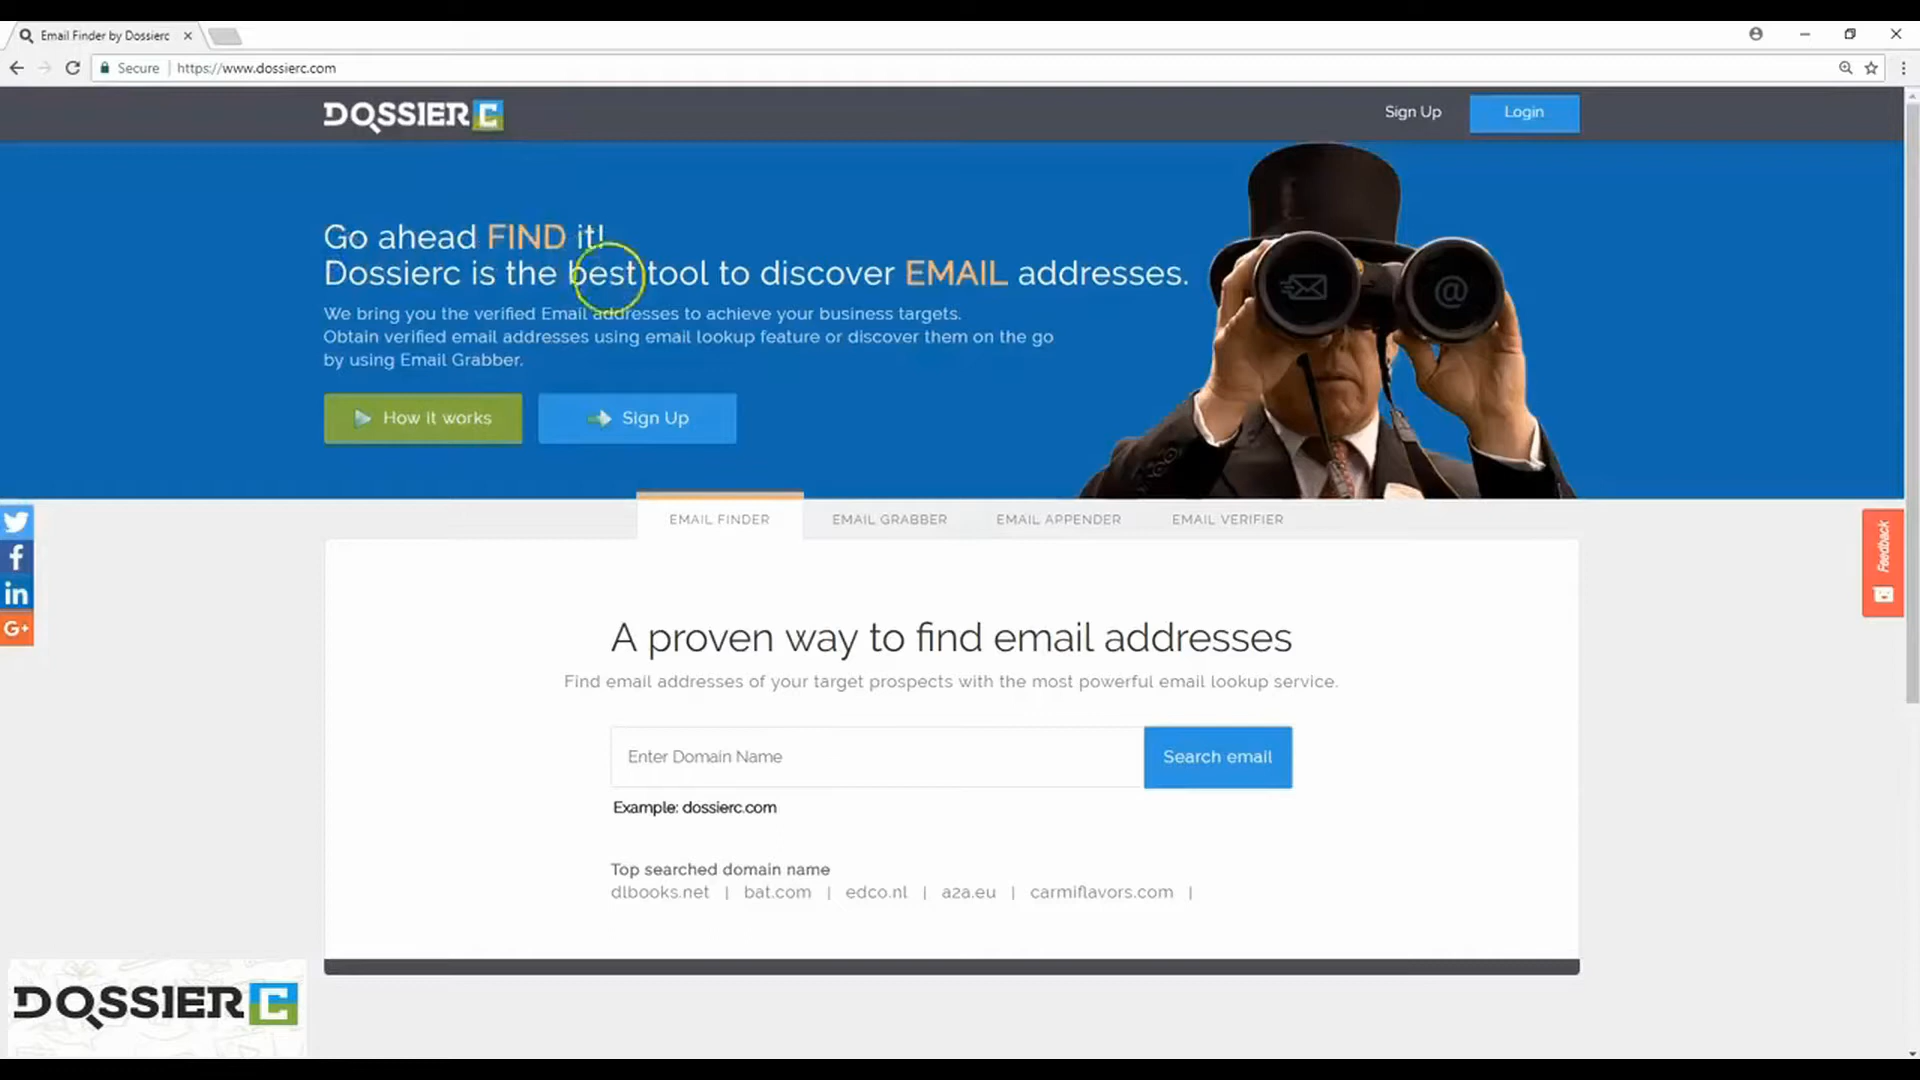 Email Finder by Dossierc
Secure https://www.dossierc.com
DOSSIERC
Sign Up
Login
Go ahead FIND it!
Dossierc is the best tool to discover EMAIL addresses.
We bring you the verified Email addresses to achieve your business targets.
Obtain verified email addresses using email lookup feature or discover them on the go
by using Email Grabber.
How it works
Sign Up
@
EMAIL FINDER
EMAIL GRABBER
EMAIL APPENDER
EMAIL VERIFIER
f
in
G+
Feedback
A proven way to find email addresses
Find email addresses of your target prospects with the most powerful email lookup service.
Enter Domain Name
Search email
Example: dossierc.com
Top searched domain name
dlbooks.net | bat.com | edco.nl | a2a.eu | carmiflavors.com |
DOSSIERC